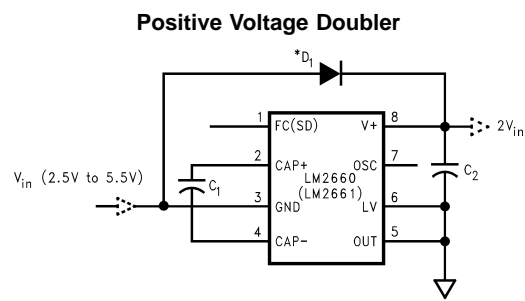 Positive Voltage Doubler
*D1
1 FC(SD) V+ 8 2Vin
2 CAP+ OSC 7
Vin (2.5V to 5.5V) C1 LM2660 C2
(LM2661)
3 GND LV 6
4 CAP- OUT 5